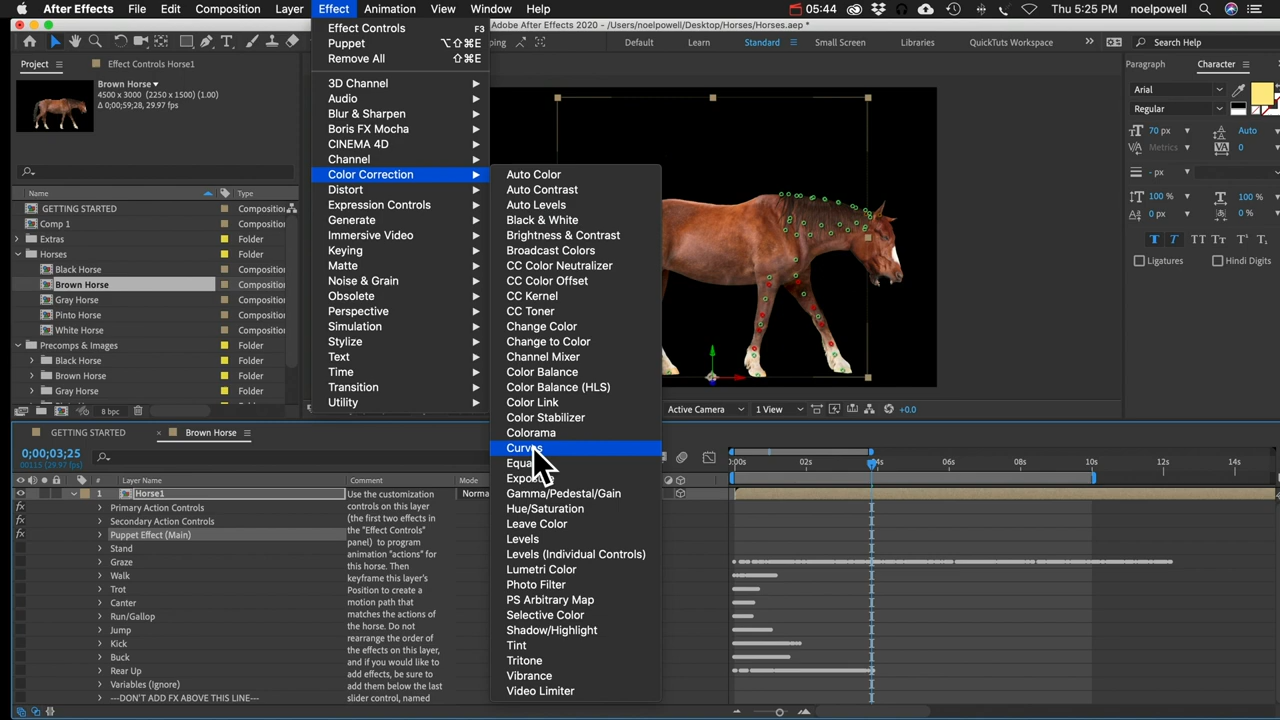 After Effects File Edit Composition Layer Effect Animation View Window 05:44 Thu 5:25 PM noelpowell
Adobe After Effects 2020 - /Users/noelpowell/Desktop/Horses/Horses.aep *
Default Learn Standard Small Screen Libraries QuickTuts Workspace Search Help
Project Effect Controls Horse1
Brown Horse
4500 x 3000 (2250 x 1500) (1.00)
Δ 0;00;59;28, 29.97 fps
Name Type
GETTING STARTED Composition
Comp 1 Composition
Extras Folder
Horses Folder
Black Horse Composition
Brown Horse Composition
Gray Horse Composition
Pinto Horse Composition
White Horse Composition
Precomps & Images Folder
Black Horse Folder
Brown Horse Folder
Gray Horse Folder
8 bpc
Effect Controls F3
Puppet ⌥⇧⌘E
Remove All ⇧⌘E
3D Channel
Audio
Blur & Sharpen
Boris FX Mocha
CINEMA 4D
Channel
Color Correction
Distort
Expression Controls
Generate
Immersive Video
Keying
Matte
Noise & Grain
Obsolete
Perspective
Simulation
Stylize
Text
Time
Transition
Utility
Auto Color
Auto Contrast
Auto Levels
Black & White
Brightness & Contrast
Broadcast Colors
CC Color Neutralizer
CC Color Offset
CC Kernel
CC Toner
Change Color
Change to Color
Channel Mixer
Color Balance
Color Balance (HLS)
Color Link
Color Stabilizer
Colorama
Curves
Gamma/Pedestal/Gain
Hue/Saturation
Leave Color
Levels
Levels (Individual Controls)
Lumetri Color
Photo Filter
PS Arbitrary Map
Selective Color
Shadow/Highlight
Tint
Tritone
Vibrance
Video Limiter
Active Camera 1 View +0.0
Paragraph Character
Arial
Regular
70 px Auto
Metrics 0
- px
100 % 100 %
0 px 0 %
T T TT Tт T¹ T₁
Ligatures Hindi Digits
GETTING STARTED Brown Horse
0;00;03;25
00115 (29.97 fps)
:00s 02s 04s 06s 08s 10s 12s 14s
# Layer Name Comment Mode
1 Horse1 Use the customization
Primary Action Controls controls on this layer
Secondary Action Controls (the first two effects in
Puppet Effect (Main) the "Effect Controls"
Stand panel) to program
Graze animation "actions" for
Walk this horse. Then
Trot keyframe this layer's
Canter Position to create a
Run/Gallop motion path that
Jump matches the actions of
Kick the horse. Do not
Buck rearrange the order of
Rear Up the effects on this layer,
Variables (Ignore) and if you would like to
---DON'T ADD FX ABOVE THIS LINE--- add effects, be sure to
add them below the last
slider control, named